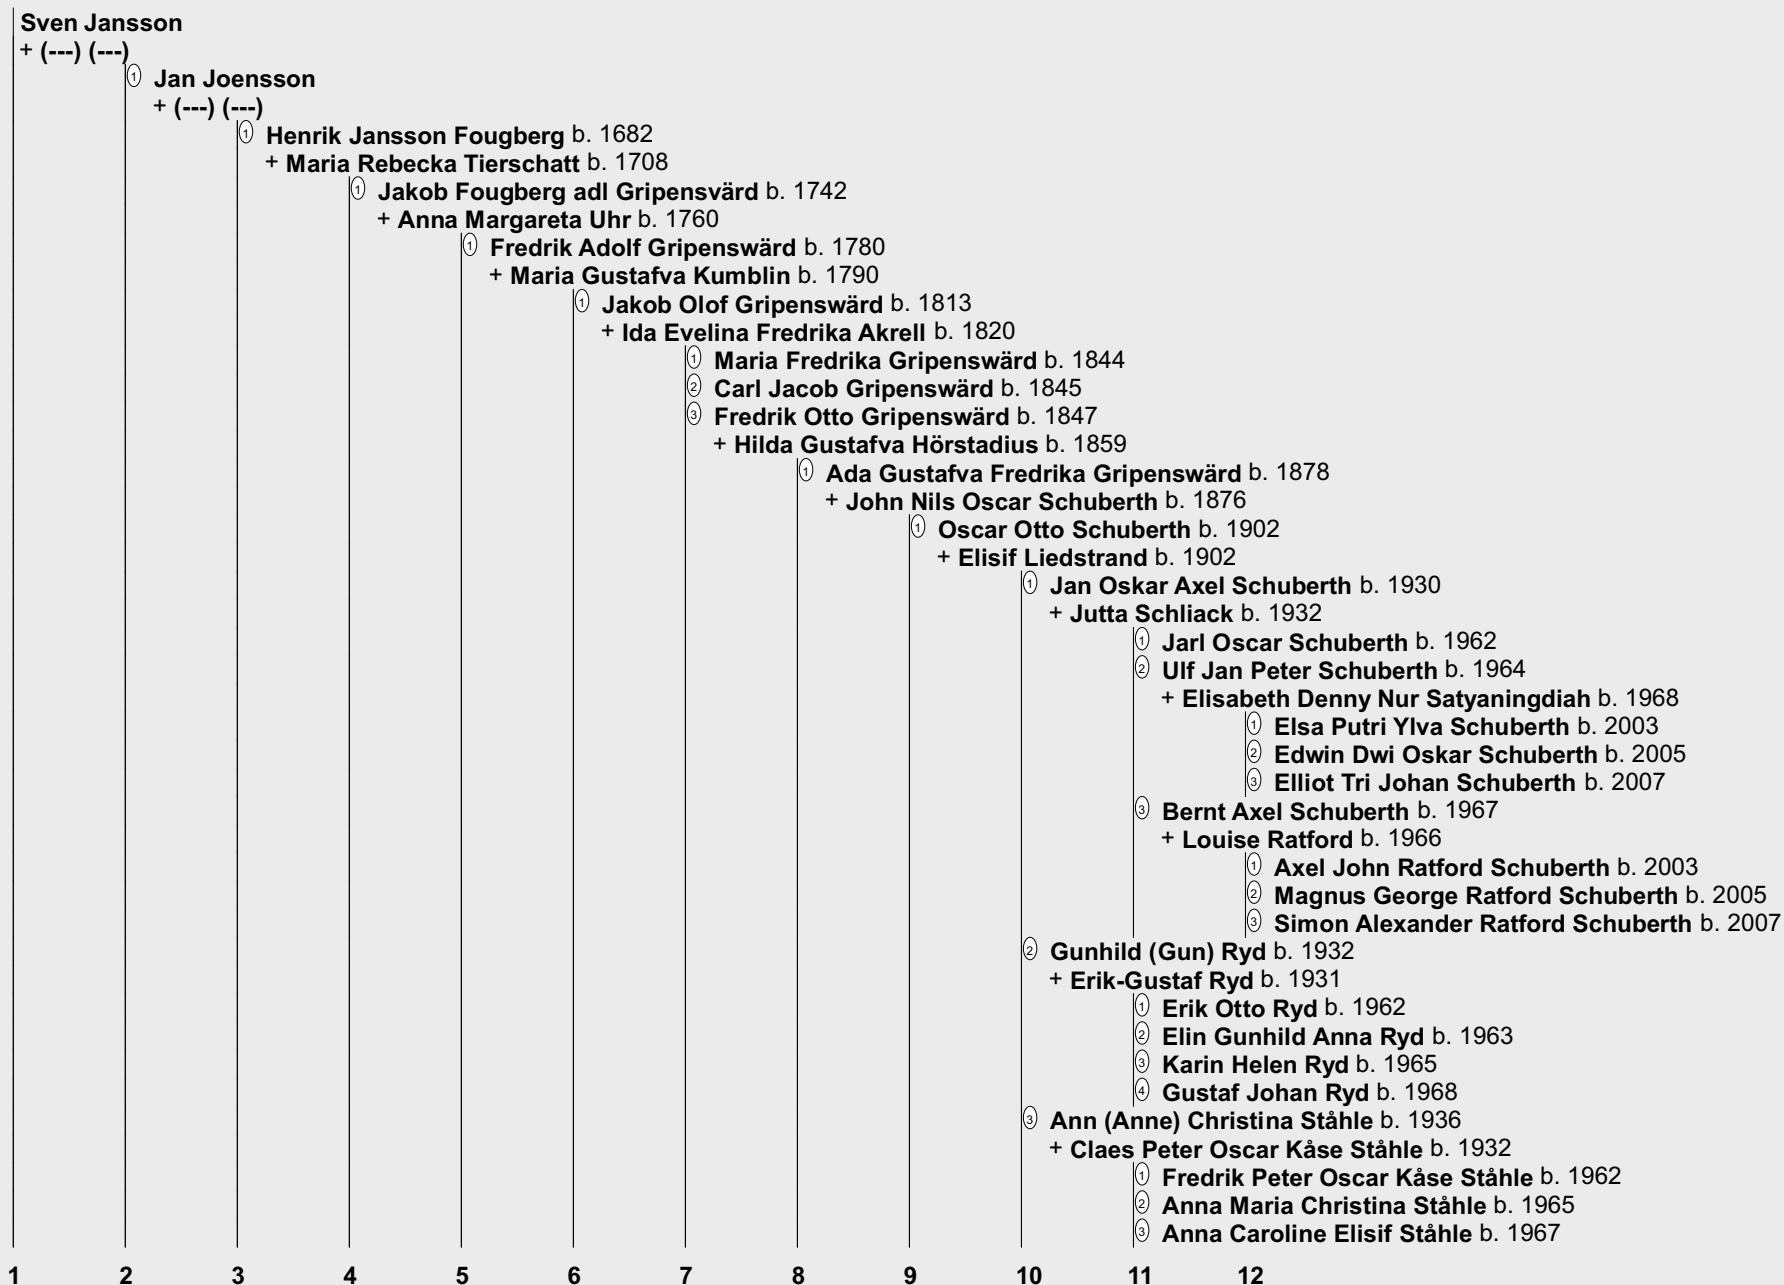 Sven Jansson
+ (---) (---)
1 Jan Joensson
+ (---) (---)
1 Henrik Jansson Fougberg b. 1682
+ Maria Rebecka Tierschatt b. 1708
1 Jakob Fougberg adl Gripensvärd b. 1742
+ Anna Margareta Uhr b. 1760
1 Fredrik Adolf Gripenswärd b. 1780
+ Maria Gustafva Kumblin b. 1790
1 Jakob Olof Gripenswärd b. 1813
+ Ida Evelina Fredrika Akrell b. 1820
1 Maria Fredrika Gripenswärd b. 1844
2 Carl Jacob Gripenswärd b. 1845
3 Fredrik Otto Gripenswärd b. 1847
+ Hilda Gustafva Hörstadius b. 1859
1 Ada Gustafva Fredrika Gripenswärd b. 1878
+ John Nils Oscar Schuberth b. 1876
1 Oscar Otto Schuberth b. 1902
+ Elisif Liedstrand b. 1902
1 Jan Oskar Axel Schuberth b. 1930
+ Jutta Schliack b. 1932
1 Jarl Oscar Schuberth b. 1962
2 Ulf Jan Peter Schuberth b. 1964
+ Elisabeth Denny Nur Satyaningdiah b. 1968
1 Elsa Putri Ylva Schuberth b. 2003
2 Edwin Dwi Oskar Schuberth b. 2005
3 Elliot Tri Johan Schuberth b. 2007
3 Bernt Axel Schuberth b. 1967
+ Louise Ratford b. 1966
1 Axel John Ratford Schuberth b. 2003
2 Magnus George Ratford Schuberth b. 2005
3 Simon Alexander Ratford Schuberth b. 2007
2 Gunhild (Gun) Ryd b. 1932
+ Erik-Gustaf Ryd b. 1931
1 Erik Otto Ryd b. 1962
2 Elin Gunhild Anna Ryd b. 1963
3 Karin Helen Ryd b. 1965
4 Gustaf Johan Ryd b. 1968
3 Ann (Anne) Christina Ståhle b. 1936
+ Claes Peter Oscar Kåse Ståhle b. 1932
1 Fredrik Peter Oscar Kåse Ståhle b. 1962
2 Anna Maria Christina Ståhle b. 1965
3 Anna Caroline Elisif Ståhle b. 1967
1 2 3 4 5 6 7 8 9 10 11 12